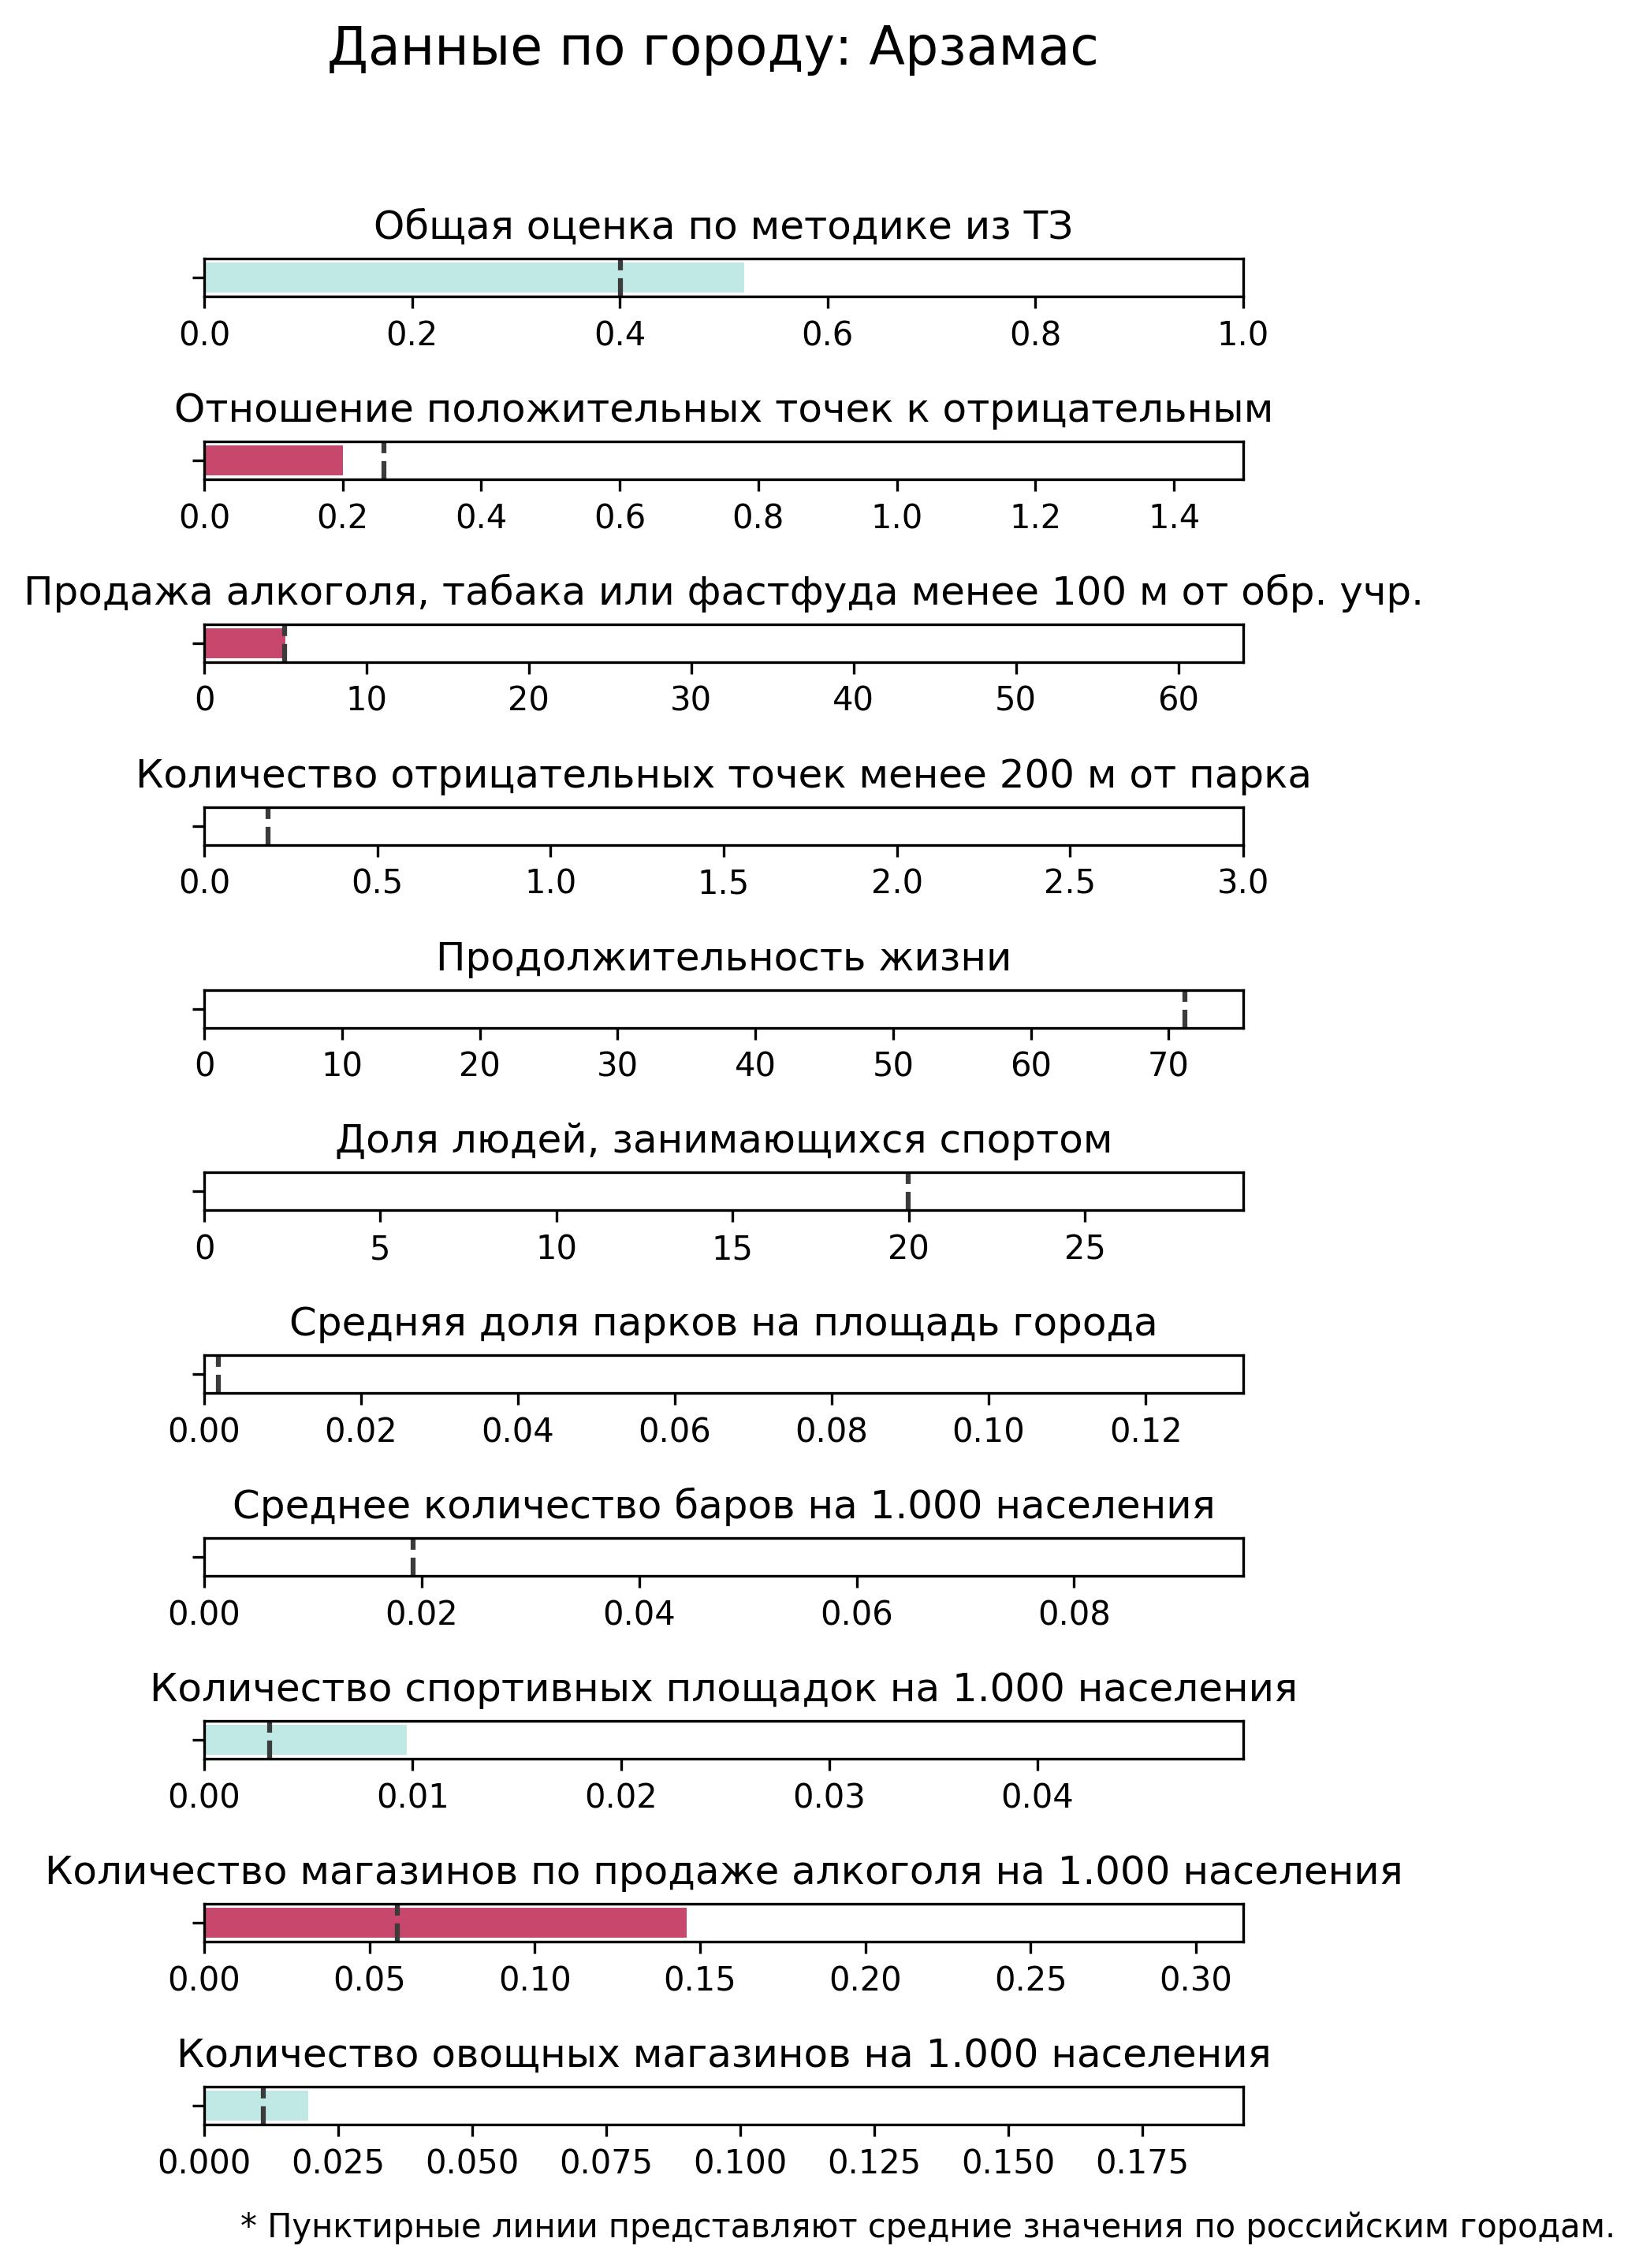 Данные по городу: Арзамас
Общая оценка по методике из ТЗ
0.0 0.2 0.4 0.6 0.8 1.0
Отношение положительных точек к отрицательным
0.0 0.2 0.4 0.6 0.8 1.0 1.2 1.4
Продажа алкоголя, табака или фастфуда менее 100 м от обр. учр.
0 10 20 30 40 50 60
Количество отрицательных точек менее 200 м от парка
0.0 0.5 1.0 1.5 2.0 2.5 3.0
Продолжительность жизни
0 10 20 30 40 50 60 70
Доля людей, занимающихся спортом
0 5 10 15 20 25
Средняя доля парков на площадь города
0.00 0.02 0.04 0.06 0.08 0.10 0.12
Среднее количество баров на 1.000 населения
0.00 0.02 0.04 0.06 0.08
Количество спортивных площадок на 1.000 населения
0.00 0.01 0.02 0.03 0.04
Количество магазинов по продаже алкоголя на 1.000 населения
0.00 0.05 0.10 0.15 0.20 0.25 0.30
Количество овощных магазинов на 1.000 населения
0.000 0.025 0.050 0.075 0.100 0.125 0.150 0.175
* Пунктирные линии представляют средние значения по российским городам.